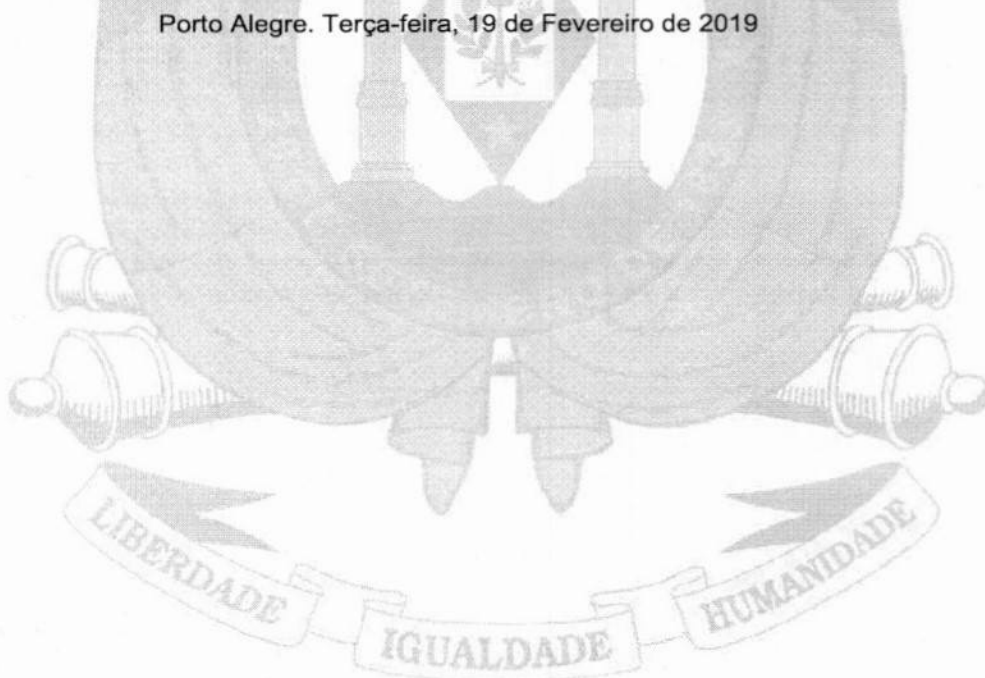 Porto Alegre. Terça-feira, 19 de Fevereiro de 2019
LIBERDADE
IGUALDADE
HUMANIDADE